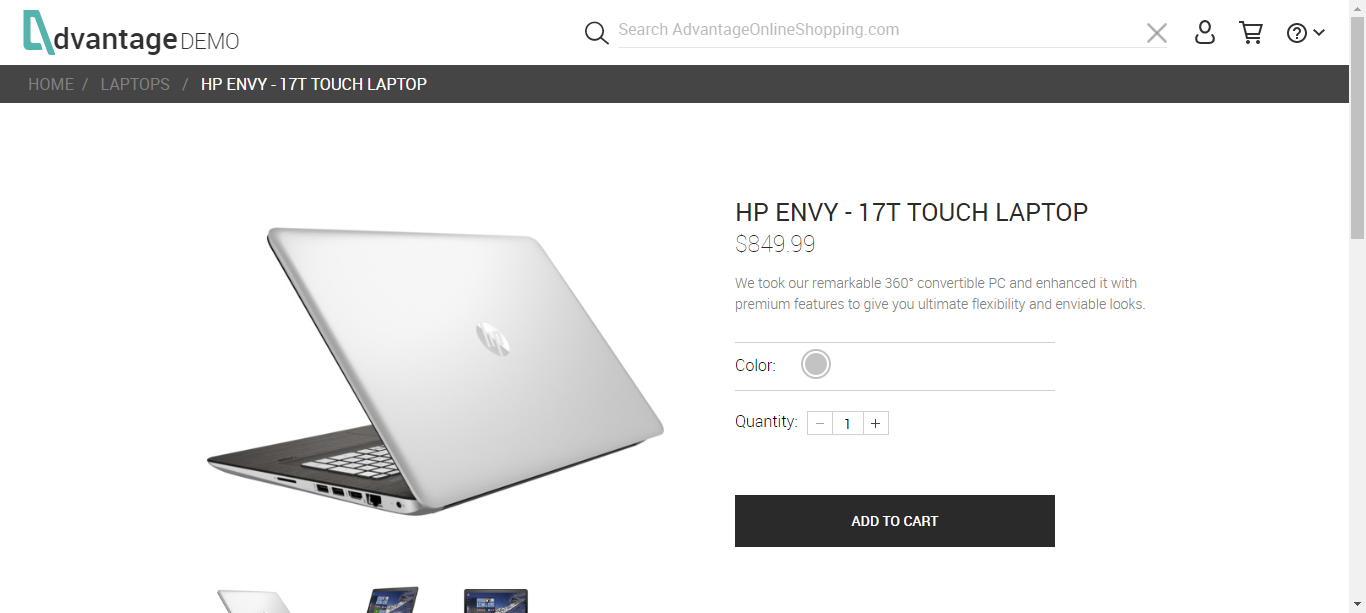 dvantage DEMO
Search AdvantageOnlineShopping.com
HOME / LAPTOPS / HP ENVY - 17T TOUCH LAPTOP
HP ENVY - 17T TOUCH LAPTOP
$849.99
We took our remarkable 360° convertible PC and enhanced it with
premium features to give you ultimate flexibility and enviable looks.
Color:
Quantity: − 1 +
ADD TO CART
hp